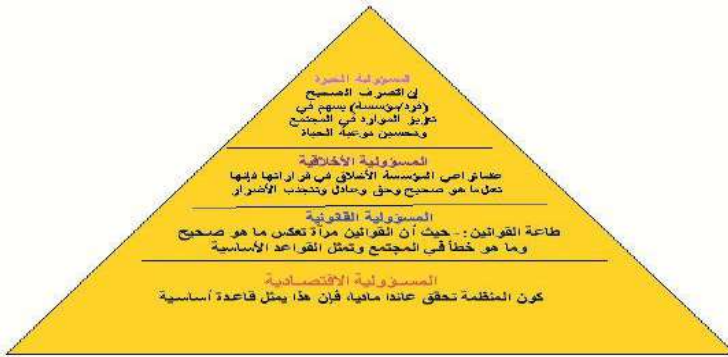 المسؤولية الخيرة
إن التصرف الصحيح
(فرد/مؤسسة) يسهم في
تعزيز الموارد في المجتمع
وتحسين نوعية الحياة
المسؤولية الأخلاقية
عندما تراعي المؤسسة الأخلاق في قراراتها فإنها
تعمل ما هو صحيح وحق وعادل وتتجنب الأضرار
المسؤولية القانونية
طاعة القوانين:- حيث أن القوانين مرآة تعكس ما هو صحيح
وما هو خطأ في المجتمع وتمثل القواعد الأساسية
المسؤولية الاقتصادية
كون المنظمة تحقق عائدا ماديا، فإن هذا يمثل قاعدة أساسية